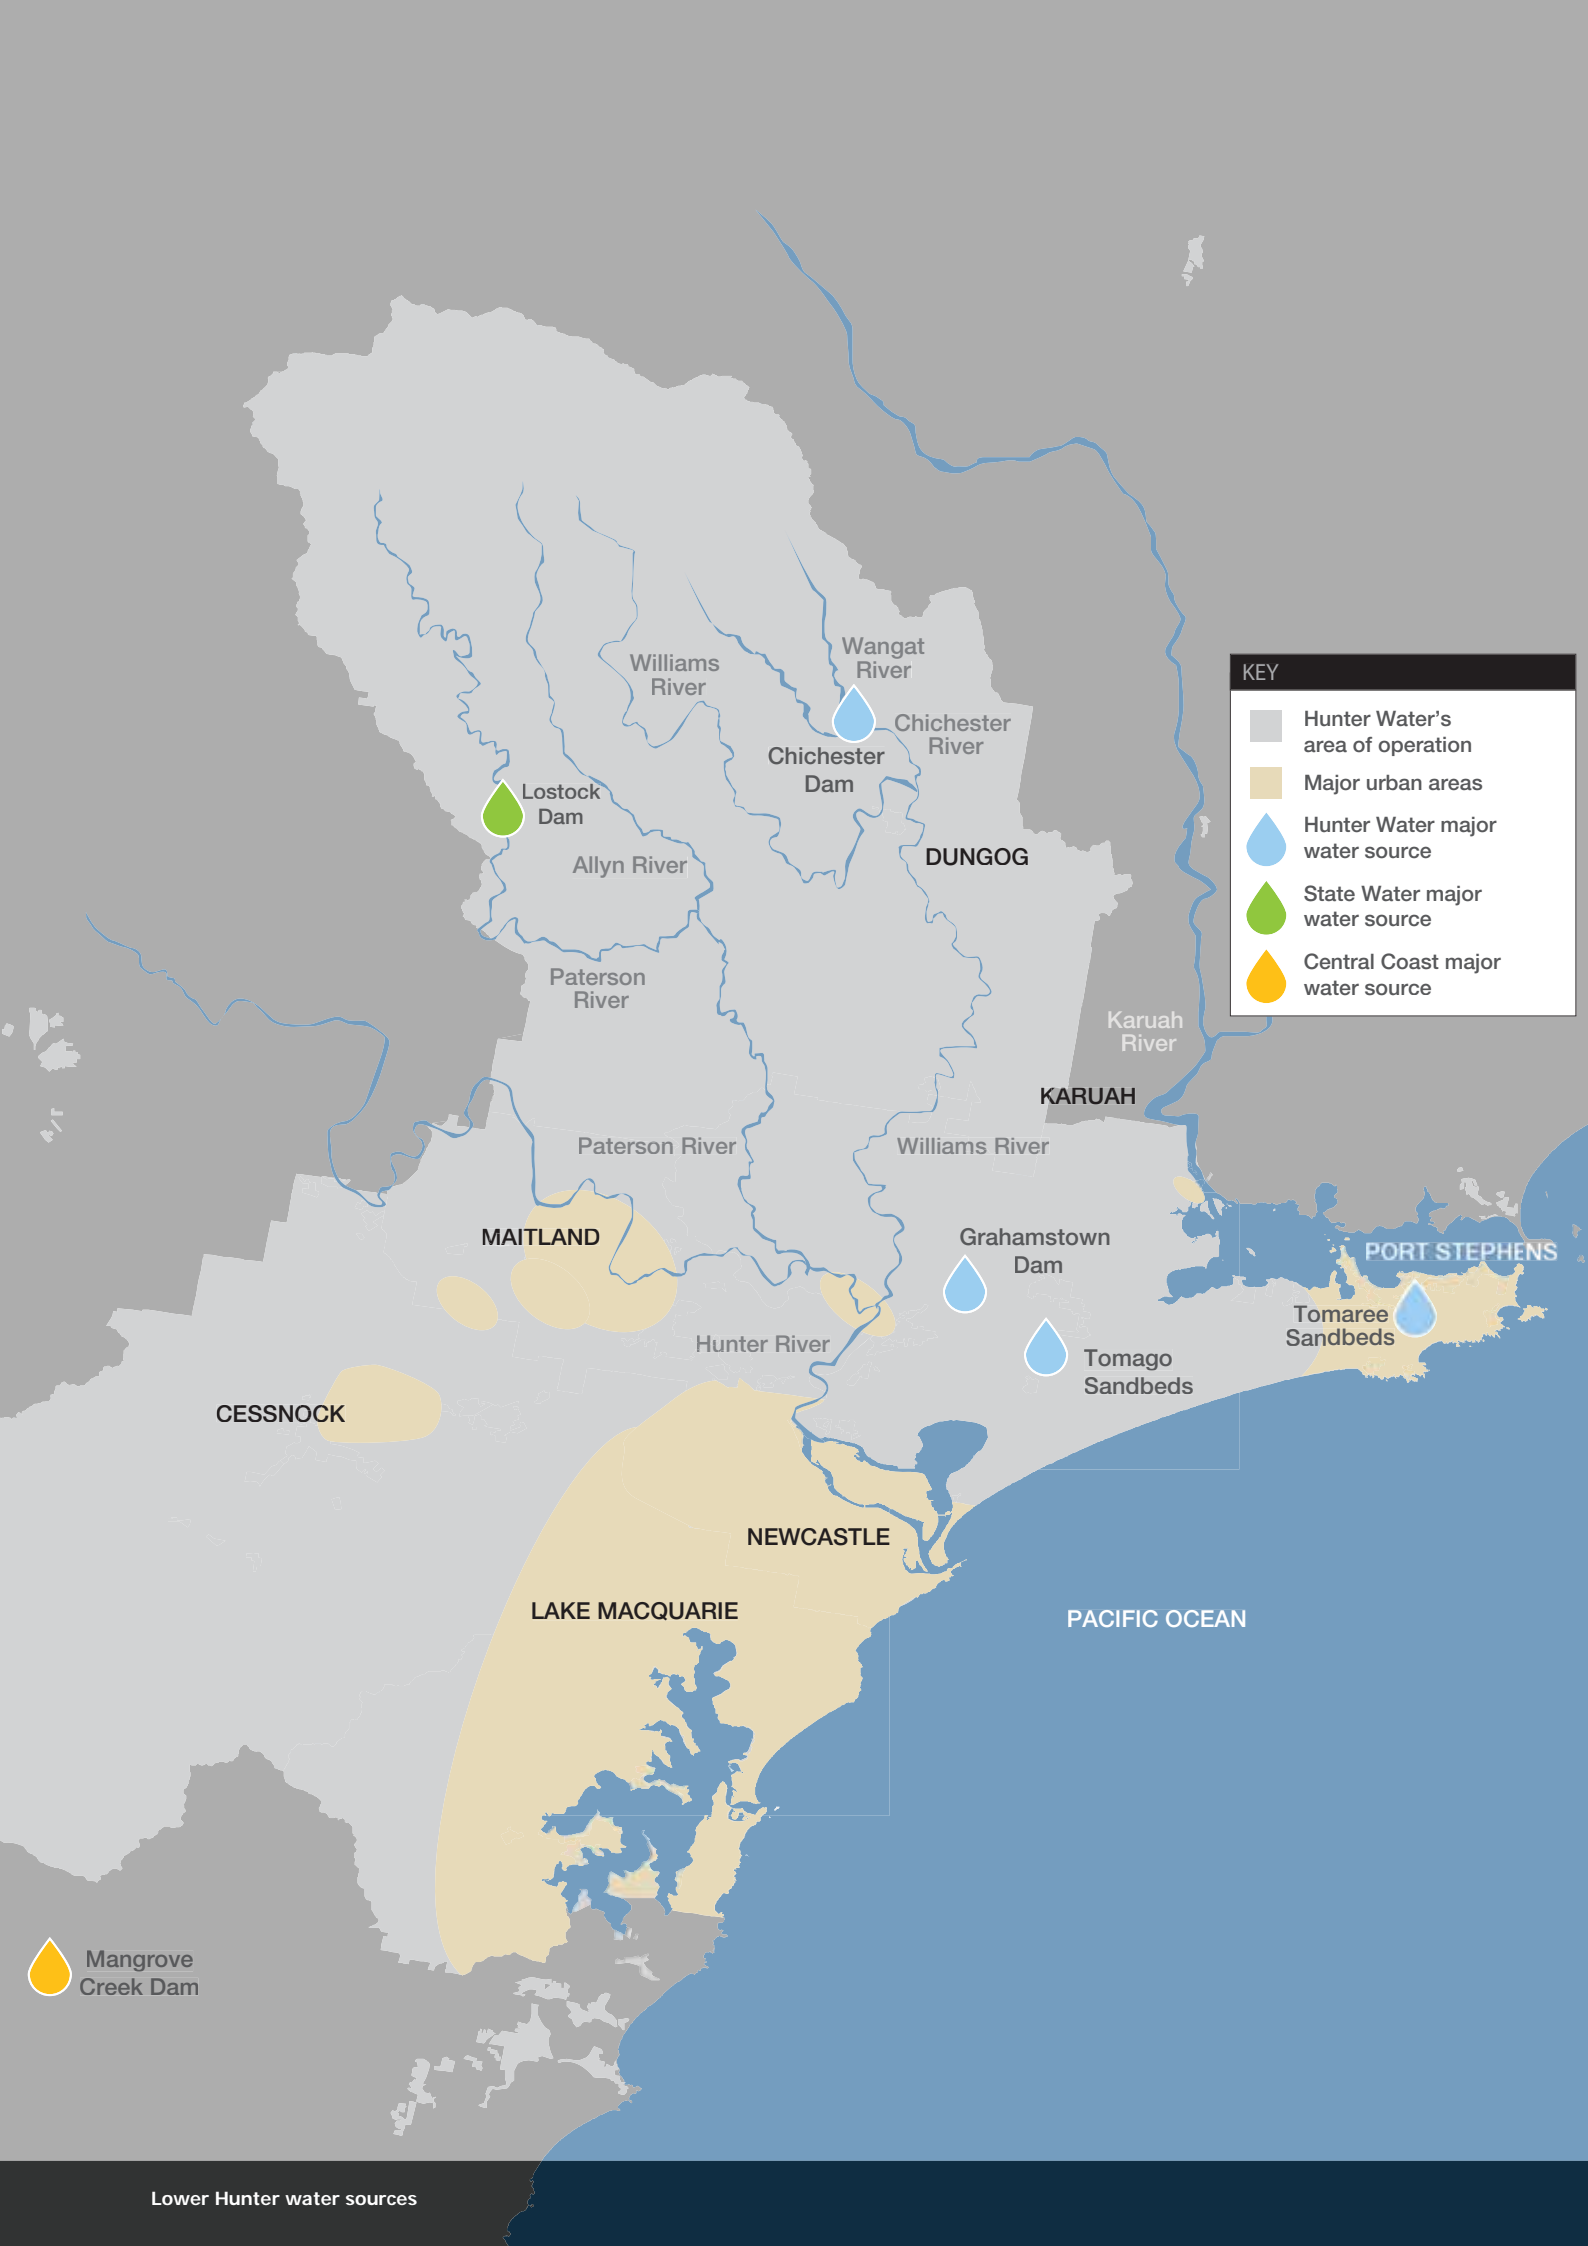 Wangat
River
Williams
River
KEY
Hunter Water's
area of operation
Major urban areas
Hunter Water major
water source
State Water major
water source
Central Coast major
water source
Chichester
River
Chichester
Dam
Lostock
Dam
DUNGOG
Allyn River
Paterson
River
Karuah
River
KARUAH
Paterson River
Williams River
MAITLAND
Grahamstown
Dam
PORT STEPHENS
Tomaree
Sandbeds
Hunter River
Tomago
Sandbeds
CESSNOCK
NEWCASTLE
LAKE MACQUARIE
PACIFIC OCEAN
Mangrove
Creek Dam
Lower Hunter water sources